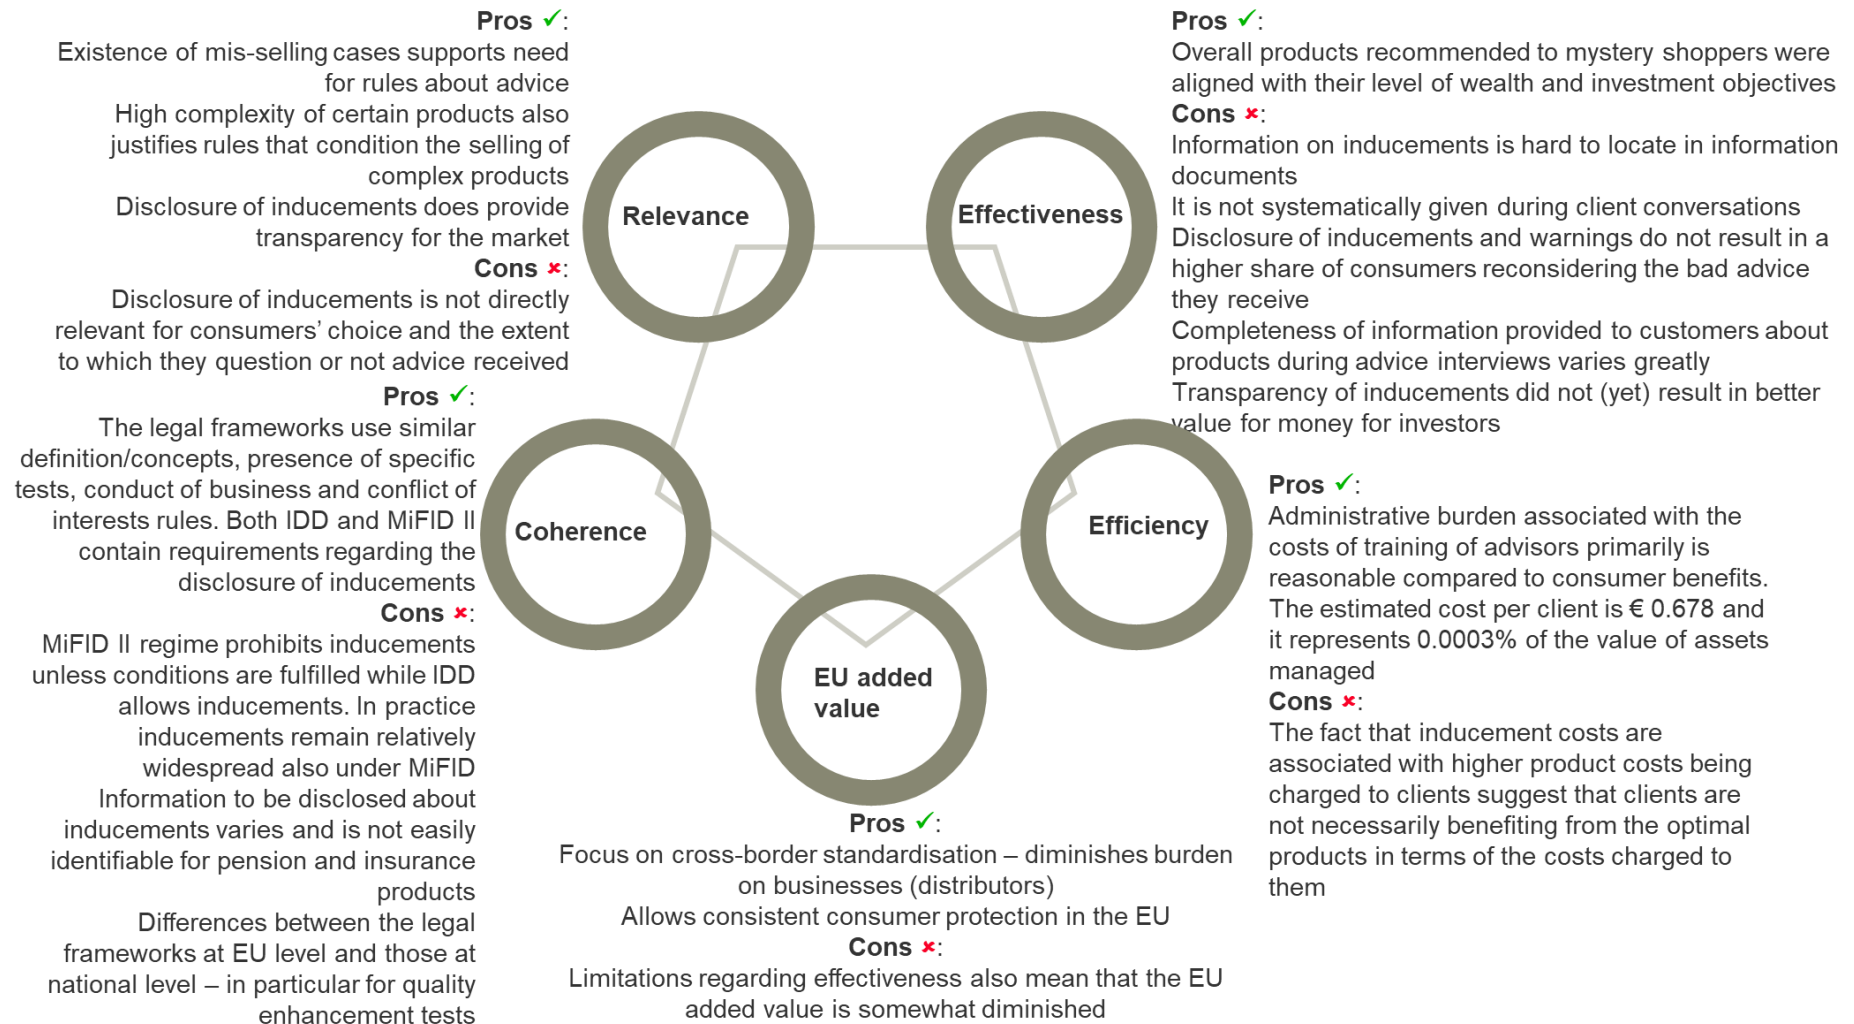 Pros ✓:
Existence of mis-selling cases supports need
for rules about advice
High complexity of certain products also
justifies rules that condition the selling of
complex products
Disclosure of inducements does provide
transparency for the market
Cons ✗:
Disclosure of inducements is not directly
relevant for consumers’ choice and the extent
to which they question or not advice received
Relevance
Pros ✓:
Overall products recommended to mystery shoppers were
aligned with their level of wealth and investment objectives
Cons ✗:
Information on inducements is hard to locate in information
documents
It is not systematically given during client conversations
Disclosure of inducements and warnings do not result in a
higher share of consumers reconsidering the bad advice
they receive
Completeness of information provided to customers about
products during advice interviews varies greatly
Transparency of inducements did not (yet) result in better
value for money for investors
Effectiveness
Pros ✓:
The legal frameworks use similar
definition/concepts, presence of specific
tests, conduct of business and conflict of
interests rules. Both IDD and MiFID II
contain requirements regarding the
disclosure of inducements
Cons ✗:
MiFID II regime prohibits inducements
unless conditions are fulfilled while IDD
allows inducements. In practice
inducements remain relatively
widespread also under MiFID
Information to be disclosed about
inducements varies and is not easily
identifiable for pension and insurance
products
Differences between the legal
frameworks at EU level and those at
national level – in particular for quality
enhancement tests
Coherence
Efficiency
Pros ✓:
Administrative burden associated with the
costs of training of advisors primarily is
reasonable compared to consumer benefits.
The estimated cost per client is € 0.678 and
it represents 0.0003% of the value of assets
managed
Cons ✗:
The fact that inducement costs are
associated with higher product costs being
charged to clients suggest that clients are
not necessarily benefiting from the optimal
products in terms of the costs charged to
them
EU added
value
Pros ✓:
Focus on cross-border standardisation – diminishes burden
on businesses (distributors)
Allows consistent consumer protection in the EU
Cons ✗:
Limitations regarding effectiveness also mean that the EU
added value is somewhat diminished